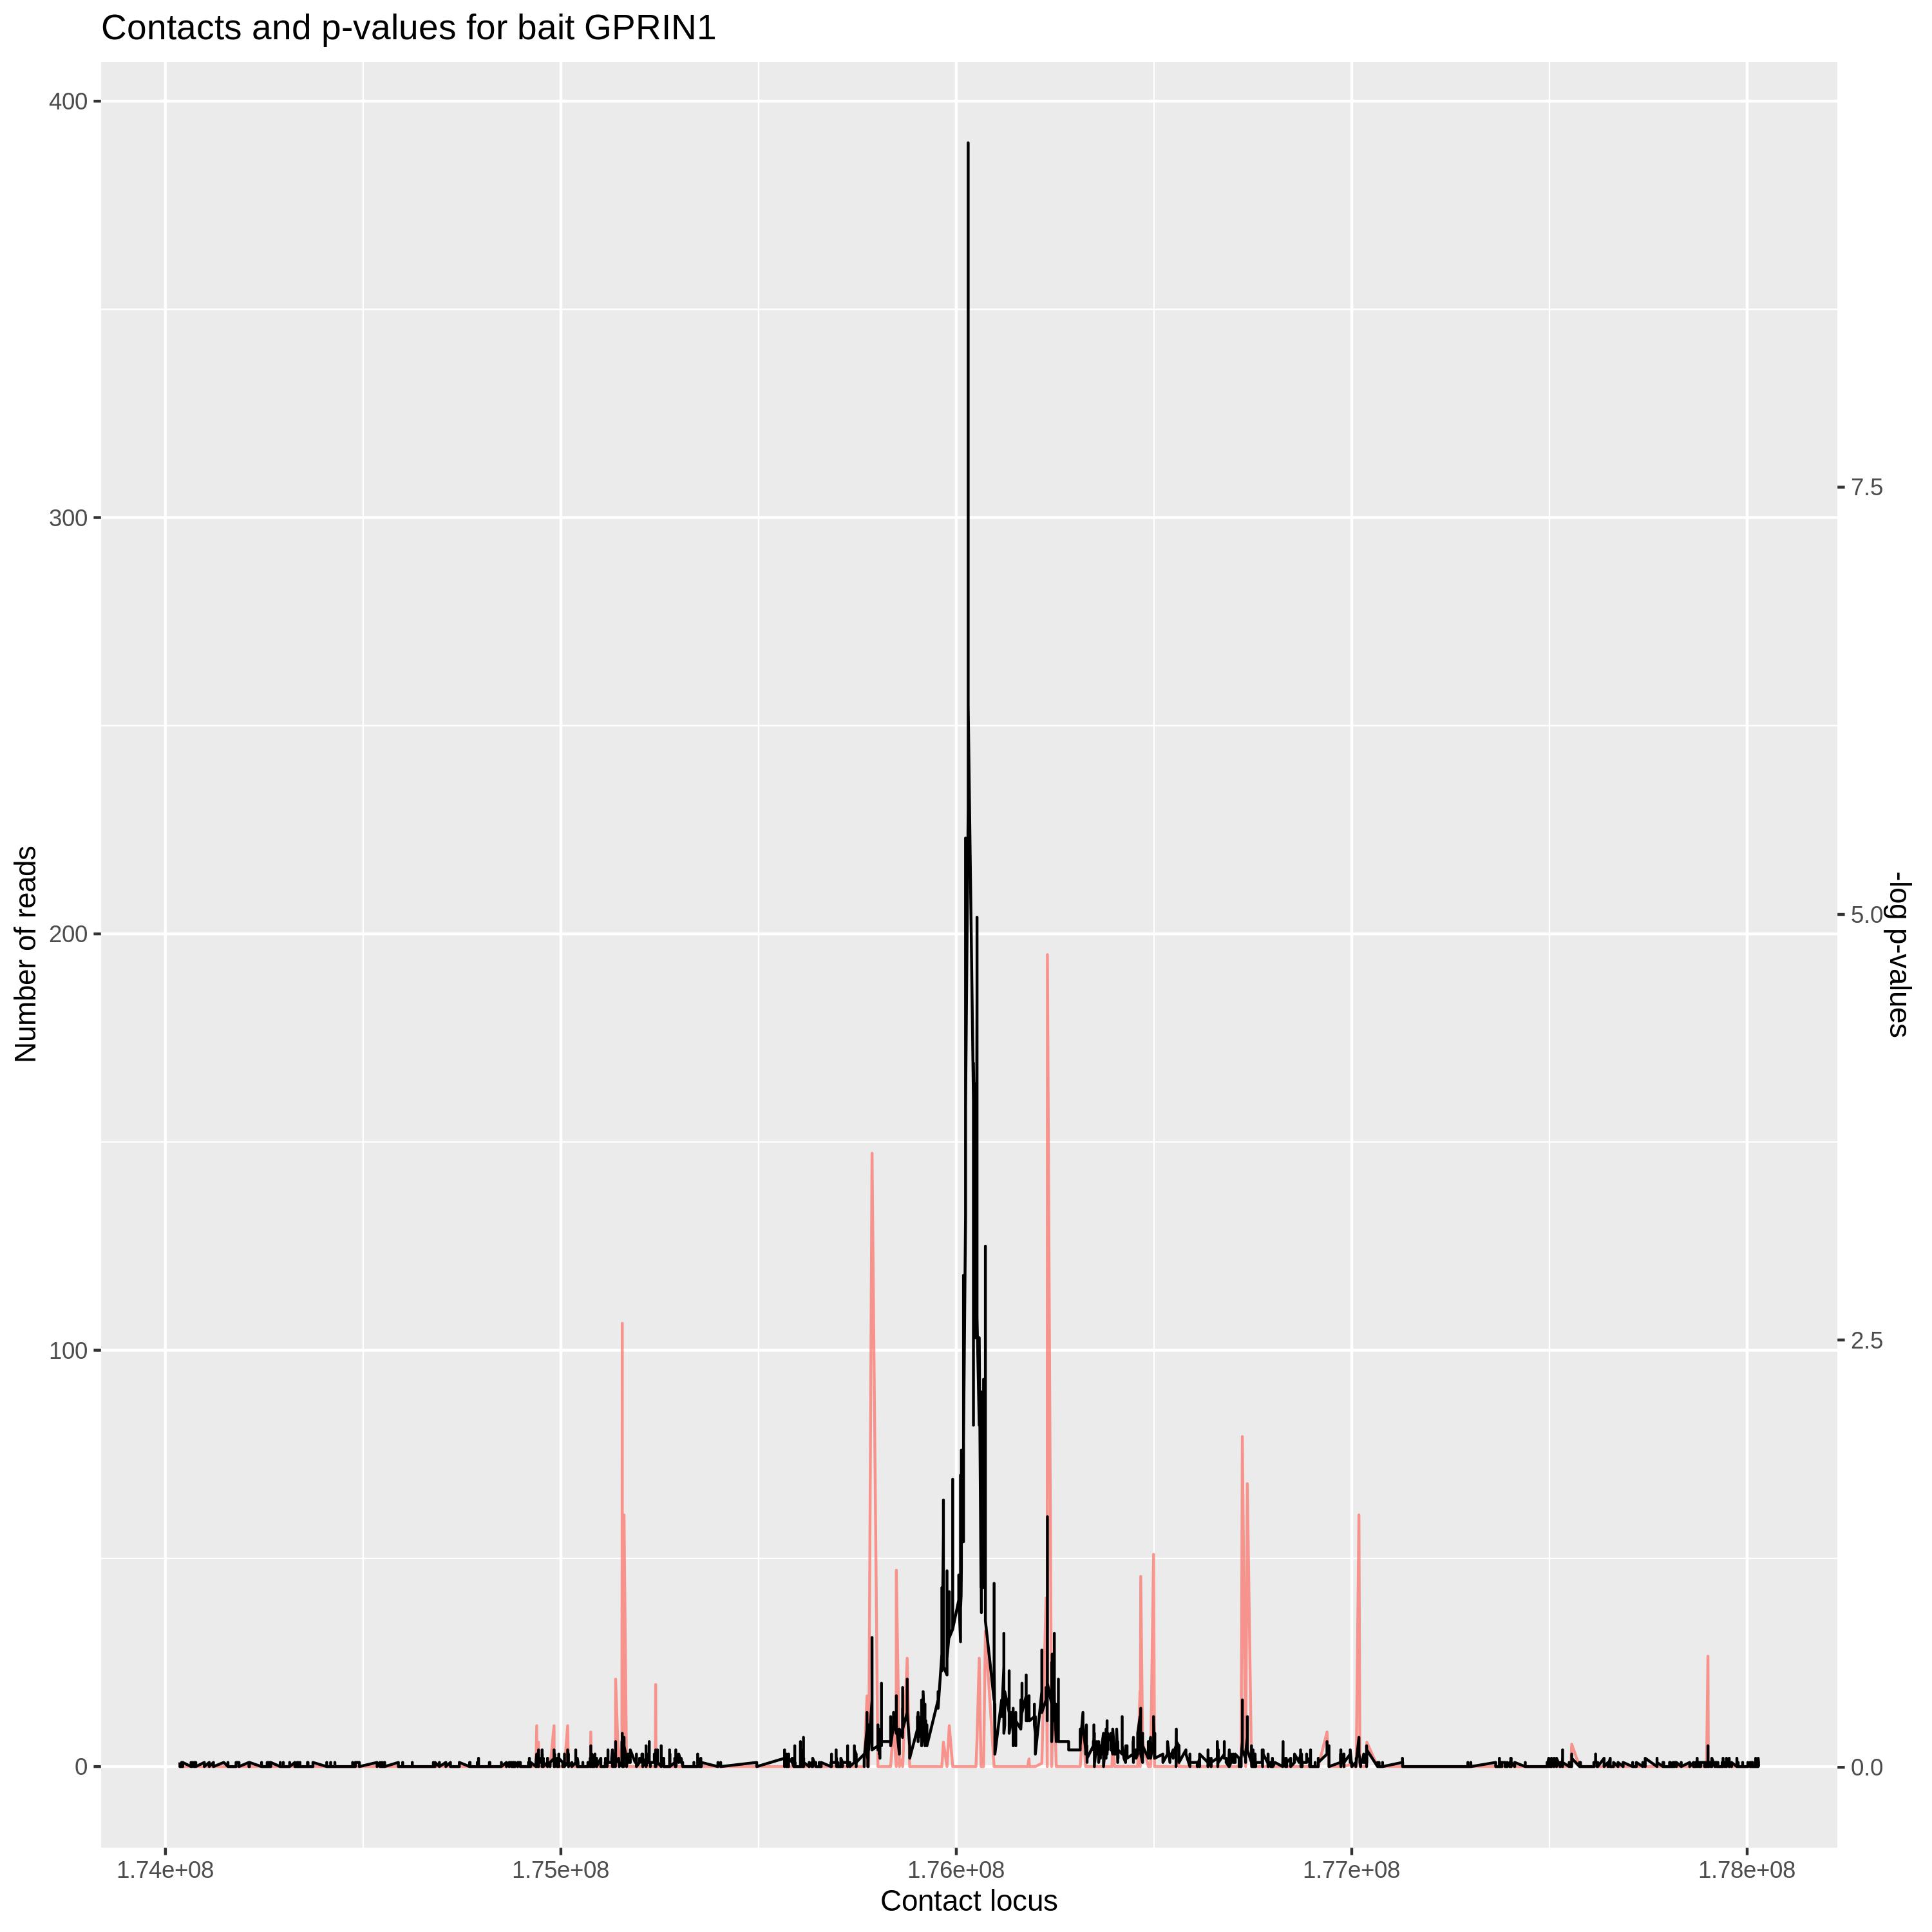 Contacts and p-values for bait GPRIN1
400
300
200
100
0
Number of reads
7.5
5.0
2.5
0.0
-log p-values
1.74e+08 1.75e+08 1.76e+08 1.77e+08 1.78e+08
Contact locus